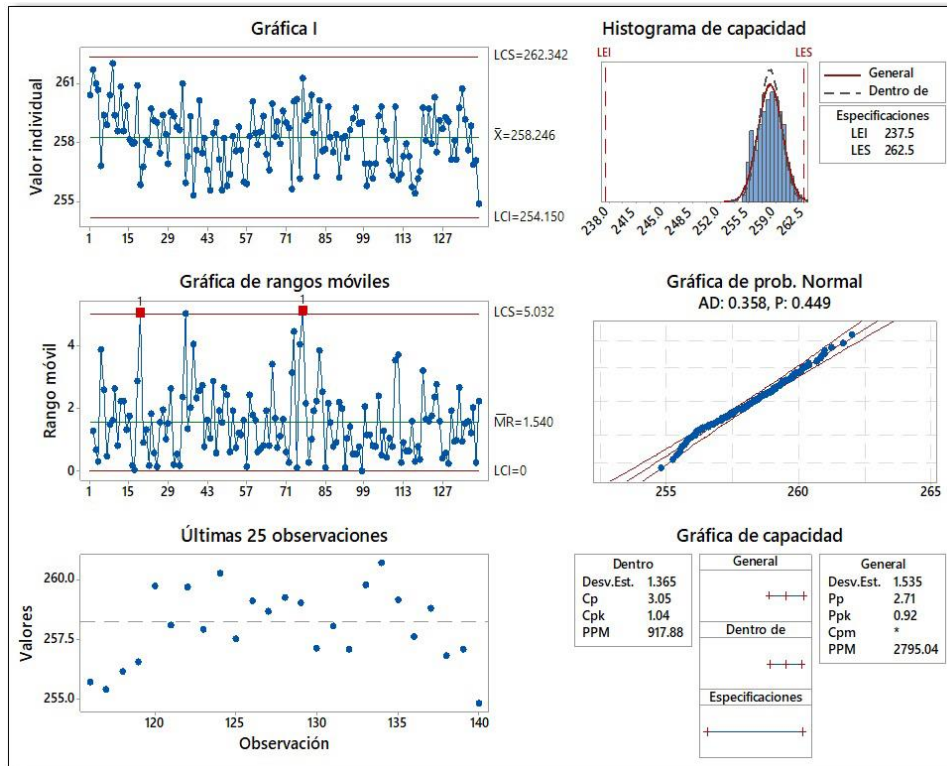 Gráfica I
Valor individual
261
258
255
LCS=262.342
X̄=258.246
LCI=254.150
1 15 29 43 57 71 85 99 113 127
Histograma de capacidad
LEI LES
238.0 241.5 245.0 248.5 252.0 255.5 259.0 262.5
General
Dentro de
Especificaciones
LEI 237.5
LES 262.5
Gráfica de rangos móviles
Rango móvil
4
2
0
1 1
LCS=5.032
M̅R̅=1.540
LCI=0
1 15 29 43 57 71 85 99 113 127
Gráfica de prob. Normal
AD: 0.358, P: 0.449
255 260 265
Últimas 25 observaciones
Valores
260.0
257.5
255.0
120 125 130 135 140
Observación
Gráfica de capacidad
Dentro
Desv.Est. 1.365
Cp 3.05
Cpk 1.04
PPM 917.88
General
Dentro de
Especificaciones
General
Desv.Est. 1.535
Pp 2.71
Ppk 0.92
Cpm *
PPM 2795.04